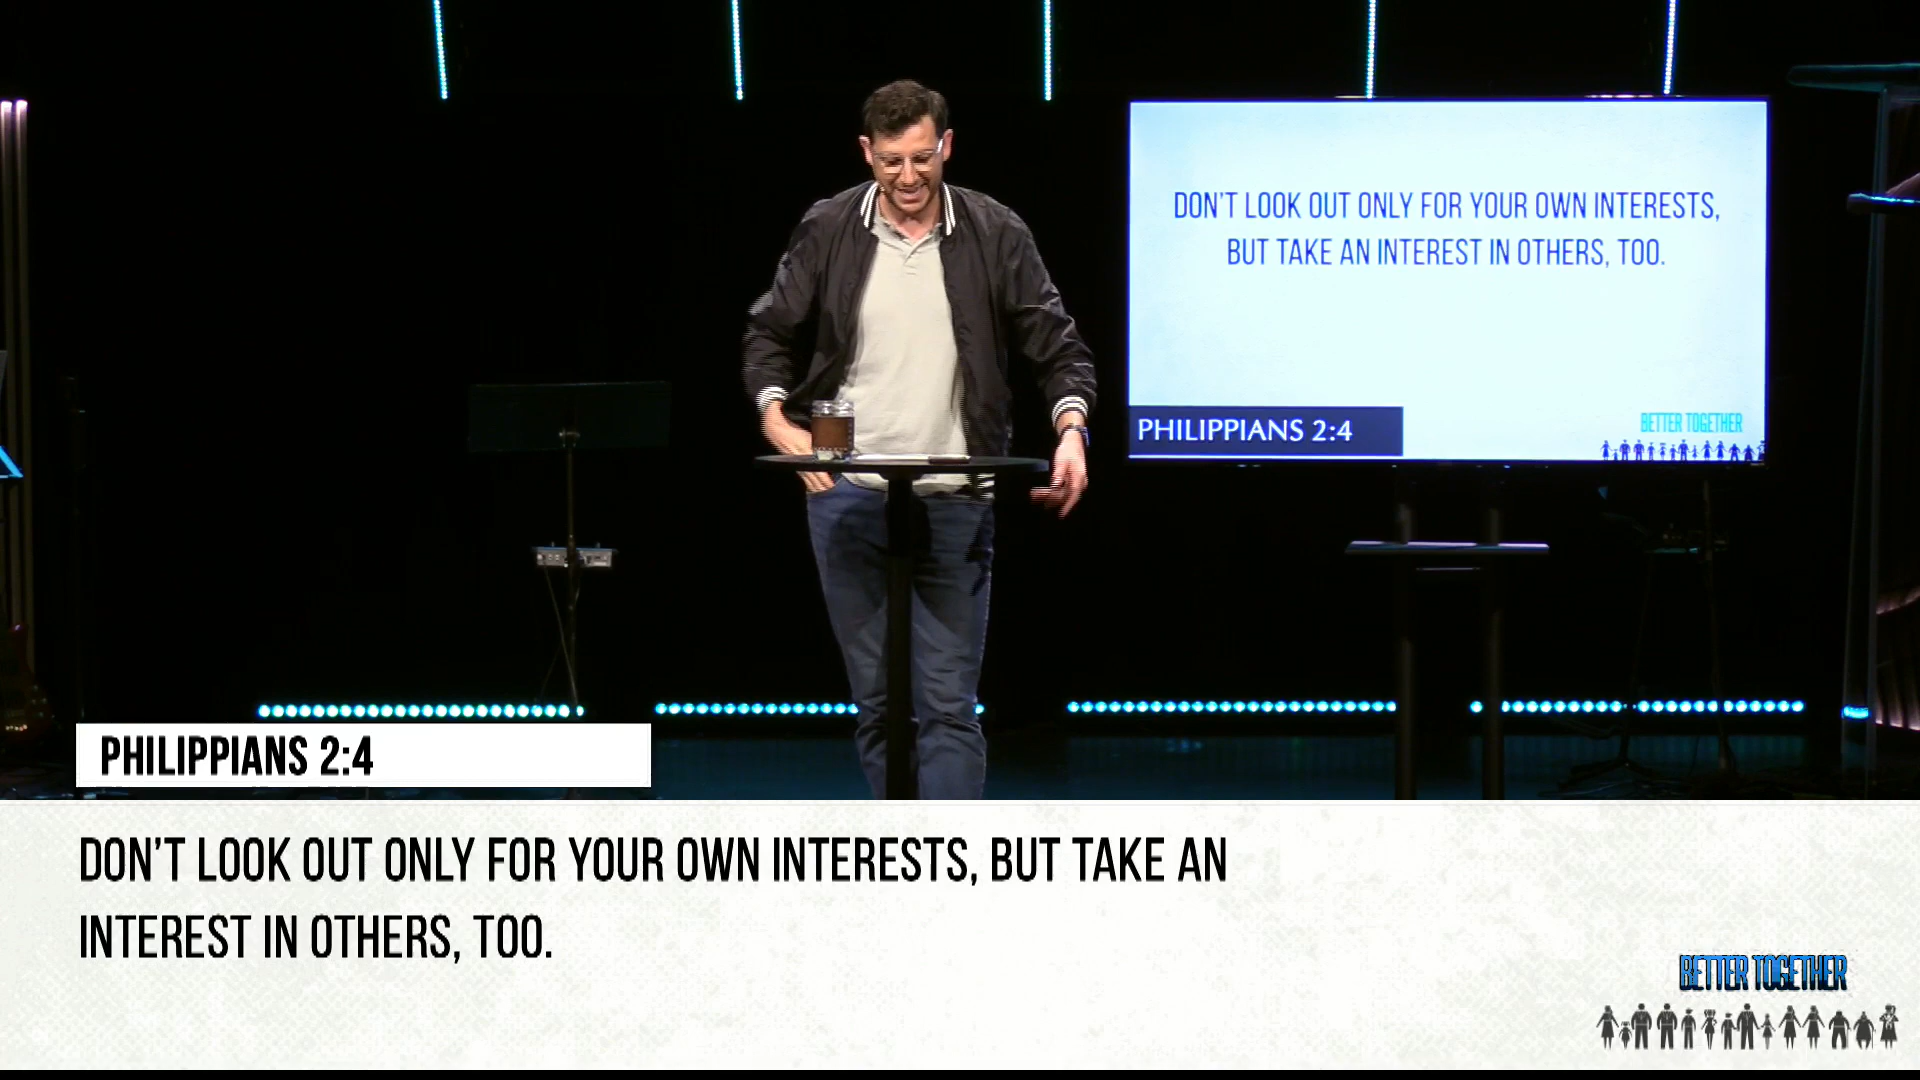 DON'T LOOK OUT ONLY FOR YOUR OWN INTERESTS,
BUT TAKE AN INTEREST IN OTHERS, TOO.
PHILIPPIANS 2:4
BETTER TOGETHER
PHILIPPIANS 2:4
DON'T LOOK OUT ONLY FOR YOUR OWN INTERESTS, BUT TAKE AN
INTEREST IN OTHERS, TOO.
BETTER TOGETHER